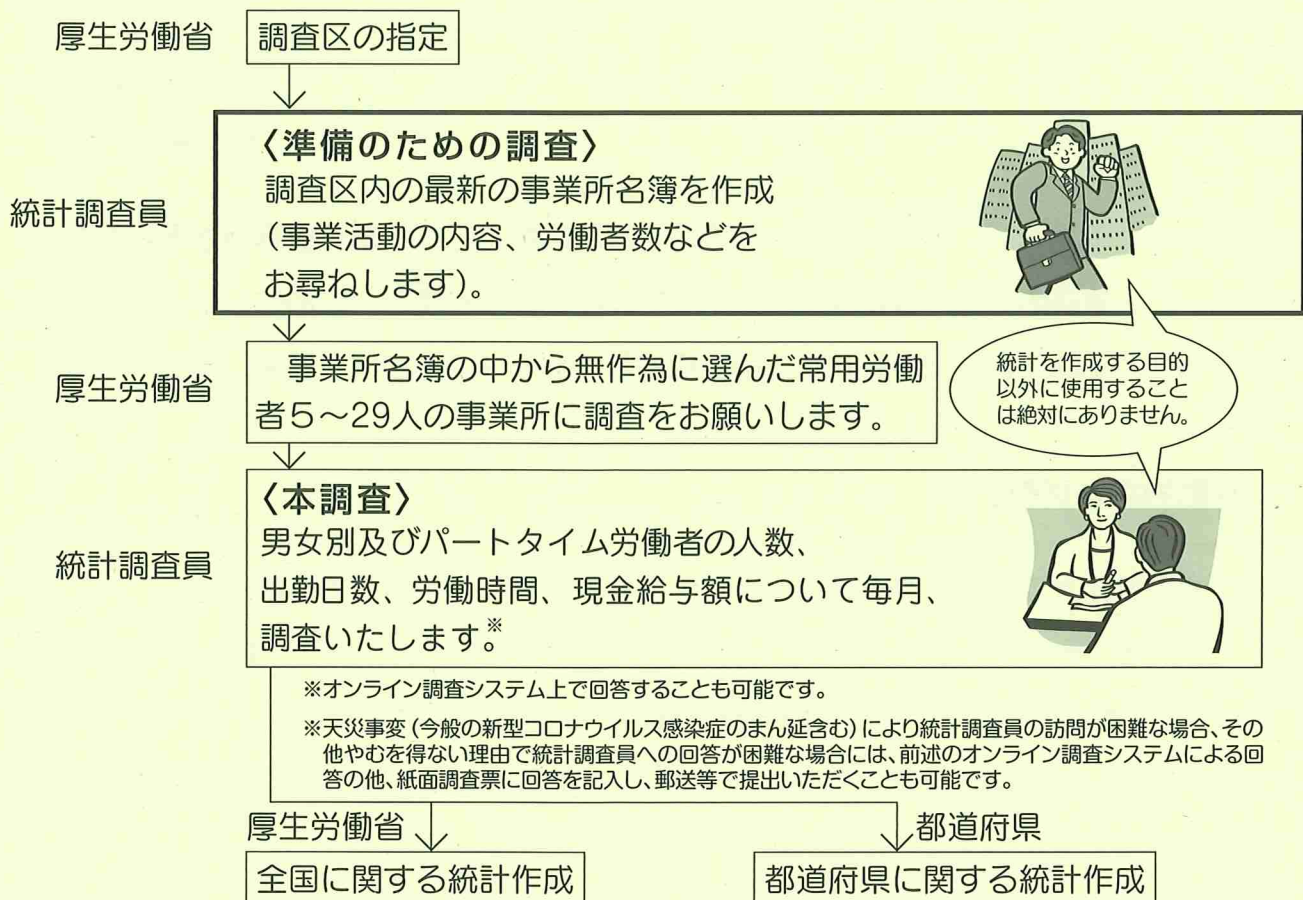 厚生労働省
調査区の指定
〈準備のための調査〉
統計調査員
調査区内の最新の事業所名簿を作成
（事業活動の内容、労働者数などを
お尋ねします）。
厚生労働省
事業所名簿の中から無作為に選んだ常用労働
者５～29人の事業所に調査をお願いします。
統計を作成する目的
以外に使用すること
は絶対にありません。
〈本調査〉
統計調査員
男女別及びパートタイム労働者の人数、
出勤日数、労働時間、現金給与額について毎月、
調査いたします。※
※オンライン調査システム上で回答することも可能です。
※天災事変（今般の新型コロナウイルス感染症のまん延含む）により統計調査員の訪問が困難な場合、その
他やむを得ない理由で統計調査員への回答が困難な場合には、前述のオンライン調査システムによる回
答の他、紙面調査票に回答を記入し、郵送等で提出いただくことも可能です。
厚生労働省
都道府県
全国に関する統計作成
都道府県に関する統計作成